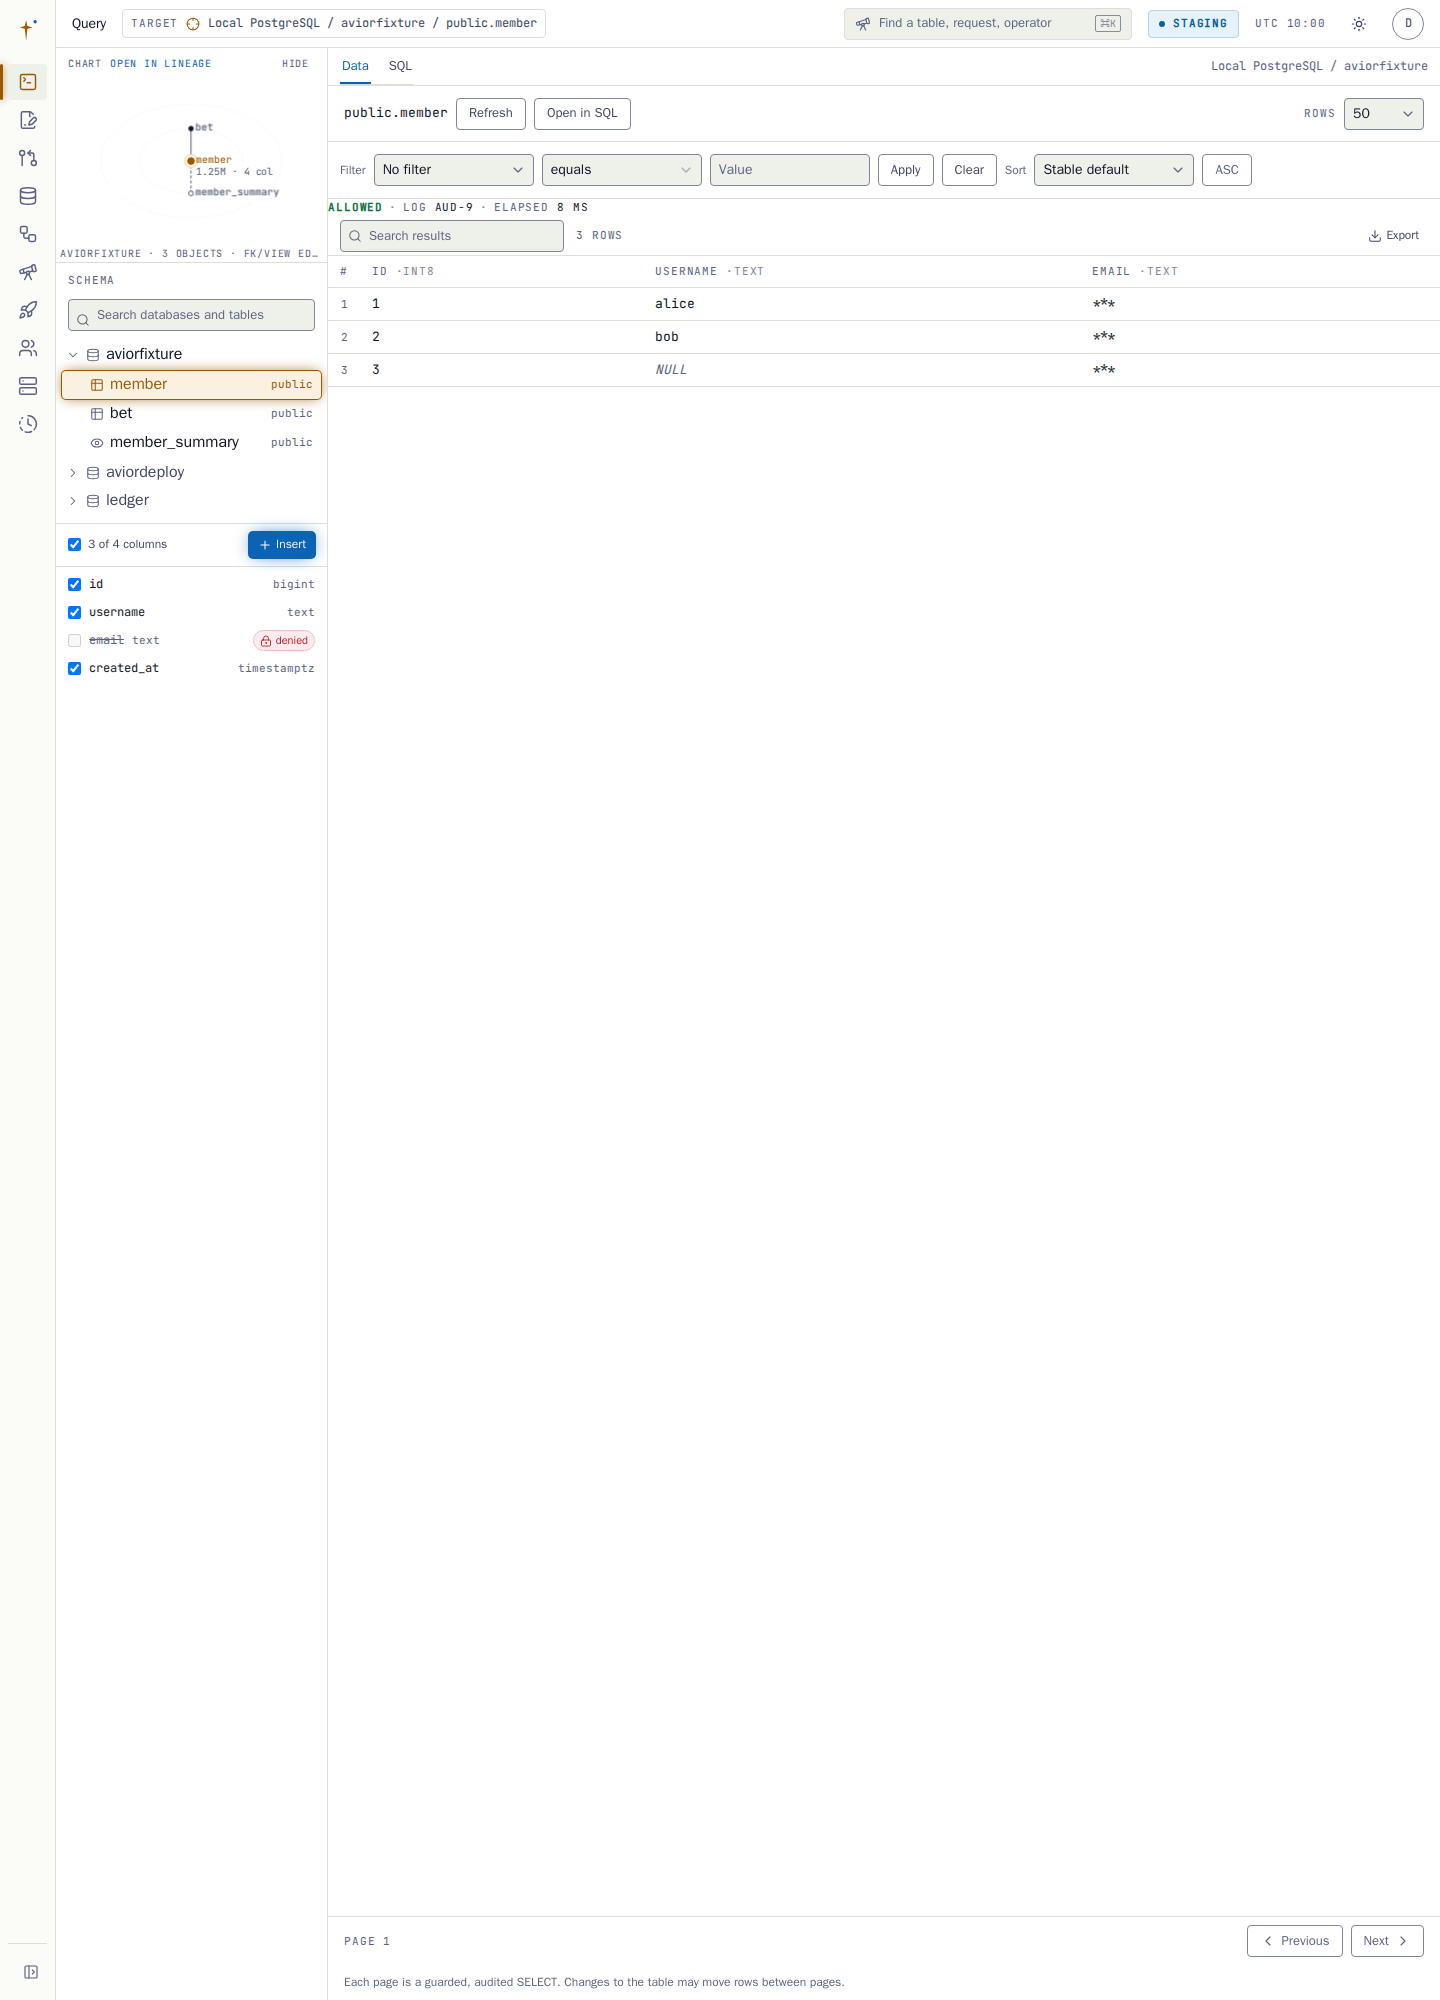 Query
TARGET Local PostgreSQL / aviorfixture / public.member
Find a table, request, operator ⌘K
STAGING
UTC 10:00
D
CHART OPEN IN LINEAGE HIDE
bet
member
1.25M · 4 col
member_summary
AVIORFIXTURE · 3 OBJECTS · FK/VIEW ED…
SCHEMA
Search databases and tables
aviorfixture
member public
bet public
member_summary public
aviordeploy
ledger
3 of 4 columns
Insert
id bigint
username text
email text denied
created_at timestamptz
Data SQL
Local PostgreSQL / aviorfixture
public.member Refresh Open in SQL
ROWS 50
Filter No filter equals Value Apply Clear Sort Stable default ASC
ALLOWED · LOG AUD-9 · ELAPSED 8 MS
Search results 3 ROWS Export
# ID ·INT8 USERNAME ·TEXT EMAIL ·TEXT
1 1 alice ***
2 2 bob ***
3 3 NULL ***
PAGE 1
Previous Next
Each page is a guarded, audited SELECT. Changes to the table may move rows between pages.